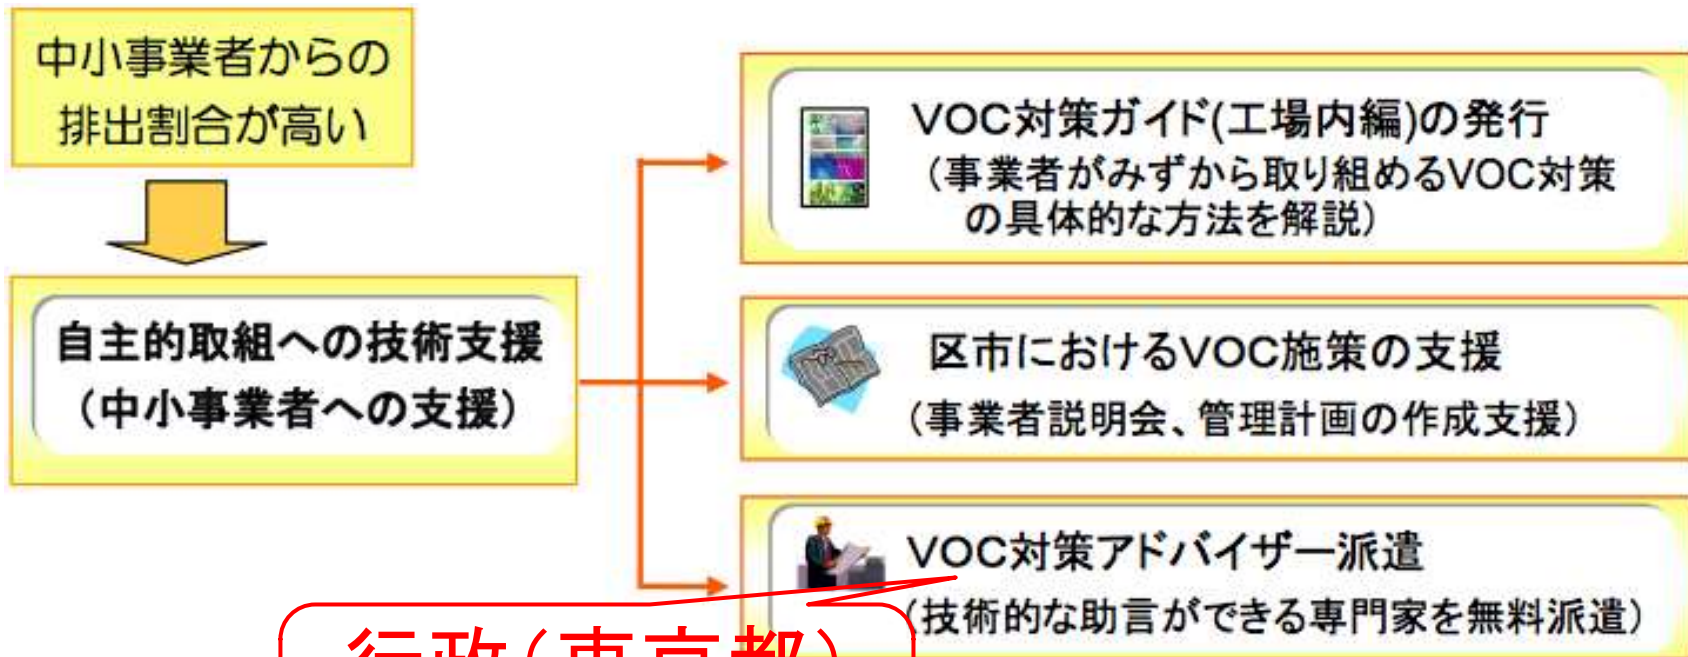 中小事業者からの
排出割合が高い
自主的取組への技術支援
（中小事業者への支援）
VOC対策ガイド(工場内編)の発行
（事業者がみずから取り組めるVOC対策
の具体的な方法を解説）
区市におけるVOC施策の支援
（事業者説明会、管理計画の作成支援）
VOC対策アドバイザー派遣
（技術的な助言ができる専門家を無料派遣）
行政（東京都）